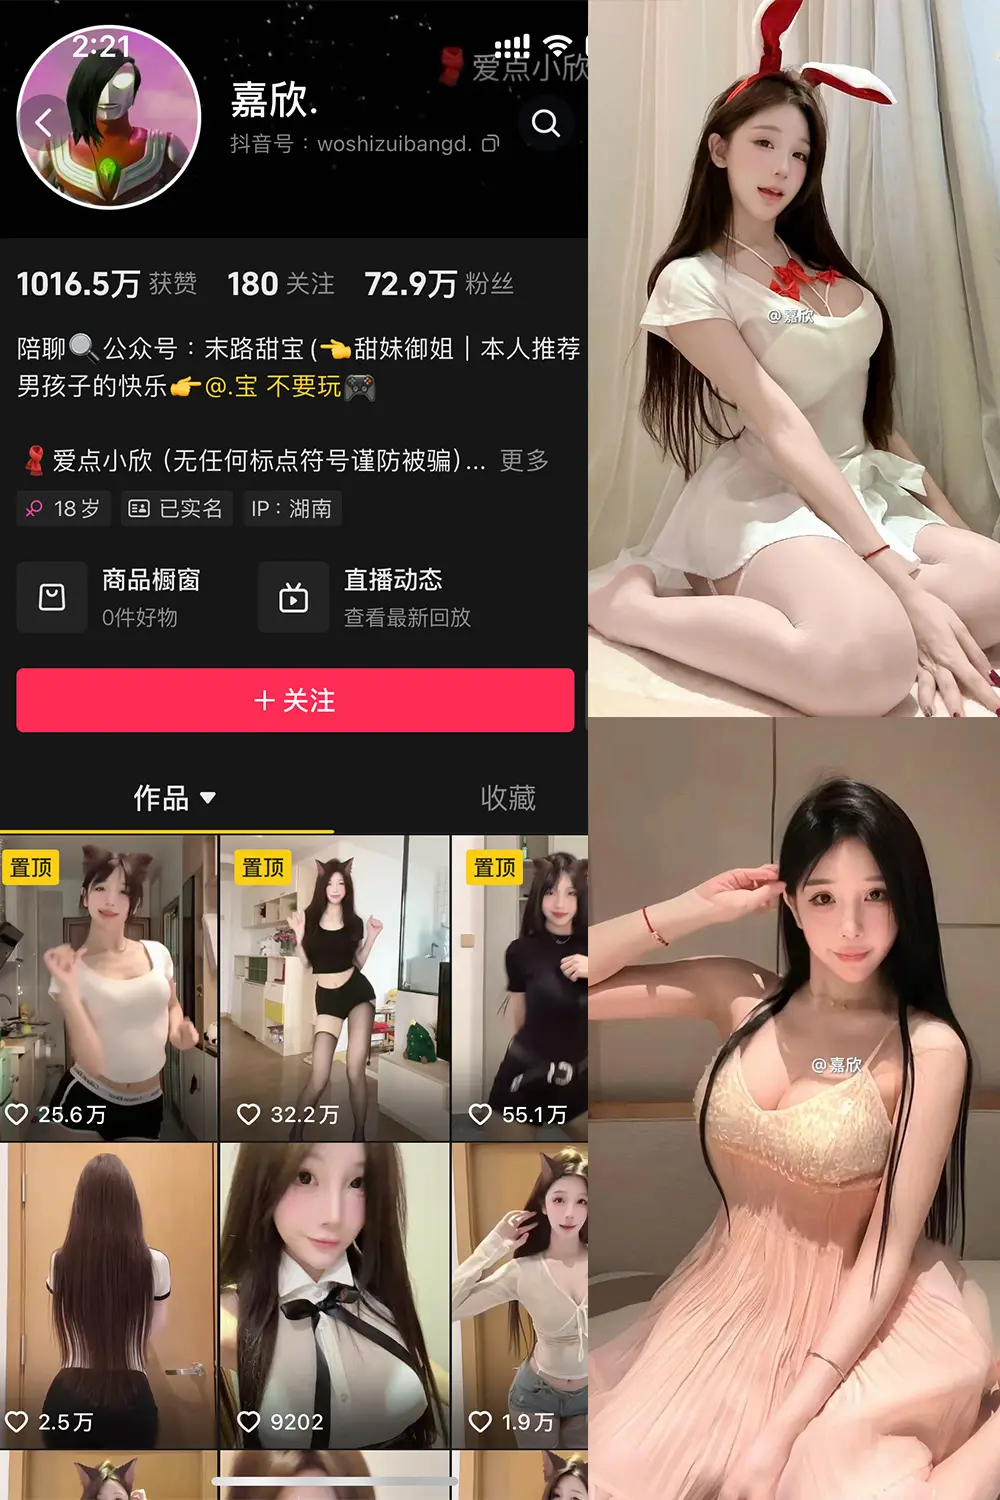 2:21
爱点小欣
嘉欣.
抖音号：woshizuibangd.
1016.5万 获赞 180 关注 72.9万 粉丝
陪聊🔍公众号：末路甜宝(👈甜妹御姐｜本人推荐
男孩子的快乐👉@.宝 不要玩🎮
🧣爱点小欣（无任何标点符号谨防被骗)... 更多
18岁 已实名 IP：湖南
商品橱窗 直播动态
0件好物 查看最新回放
＋关注
作品 收藏
置顶 置顶 置顶
25.6万 32.2万 55.1万
2.5万 9202 1.9万
@嘉欣
@嘉欣